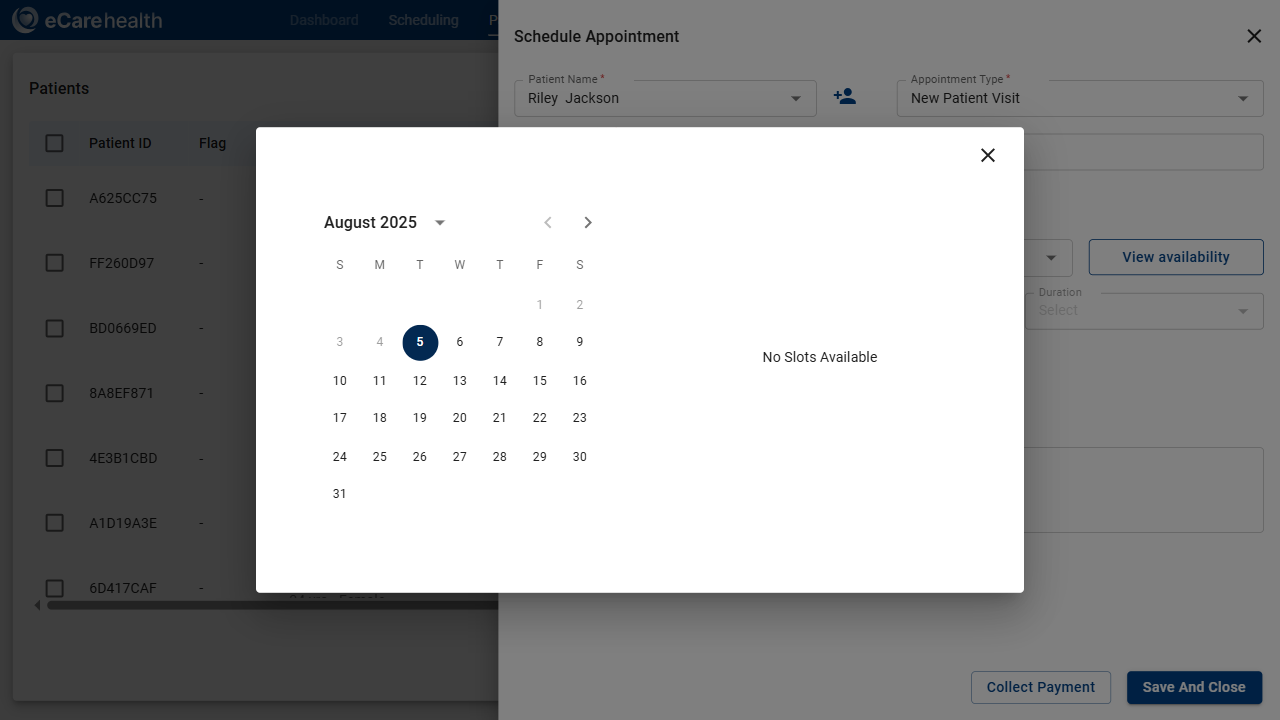 eCarehealth
Dashboard
Scheduling
P
Schedule Appointment
Patients
Patient Name *
Riley Jackson
Appointment Type *
New Patient Visit
Patient ID
Flag
A625CC75
-
FF260D97
-
BD0669ED
-
8A8EF871
-
4E3B1CBD
-
A1D19A3E
-
6D417CAF
-
August 2025
S M T W T F S
1 2
3 4 5 6 7 8 9
10 11 12 13 14 15 16
17 18 19 20 21 22 23
24 25 26 27 28 29 30
31
No Slots Available
View availability
Duration
Select
Collect Payment
Save And Close